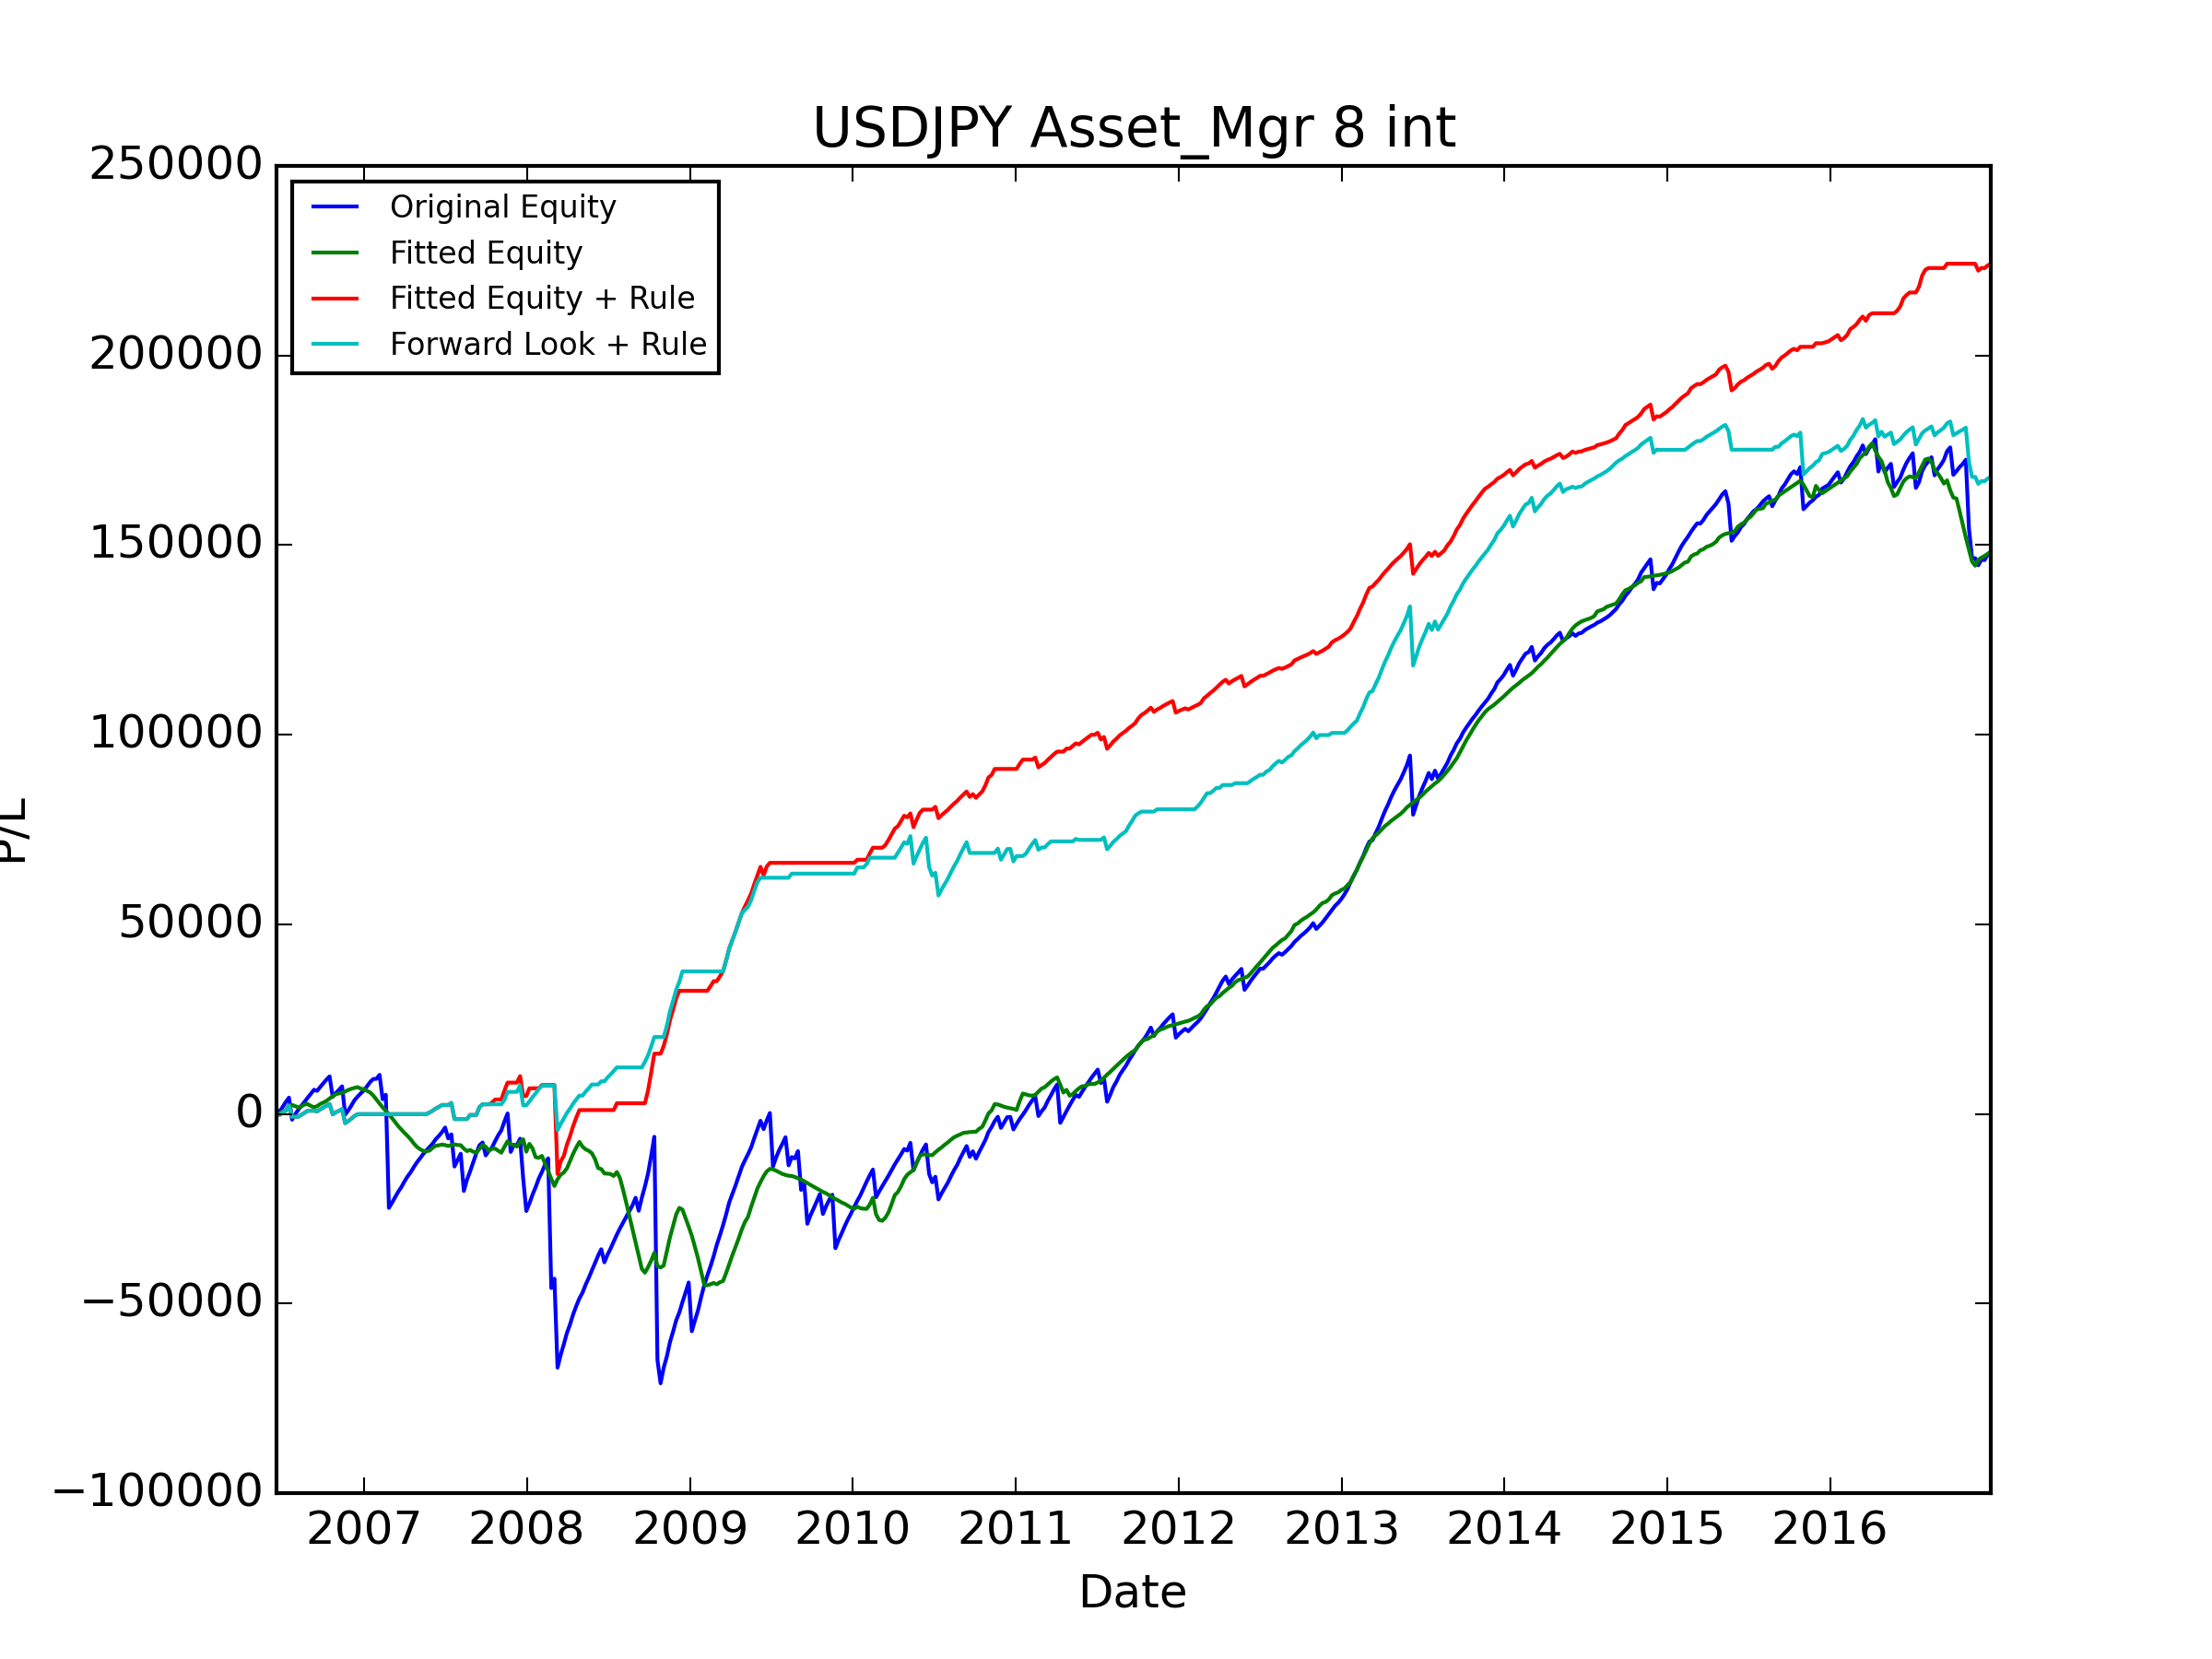 USDJPY Asset_Mgr 8 int
250000
200000
150000
100000
50000
0
−50000
−100000
P/L
Original Equity
Fitted Equity
Fitted Equity + Rule
Forward Look + Rule
2007 2008 2009 2010 2011 2012 2013 2014 2015 2016
Date